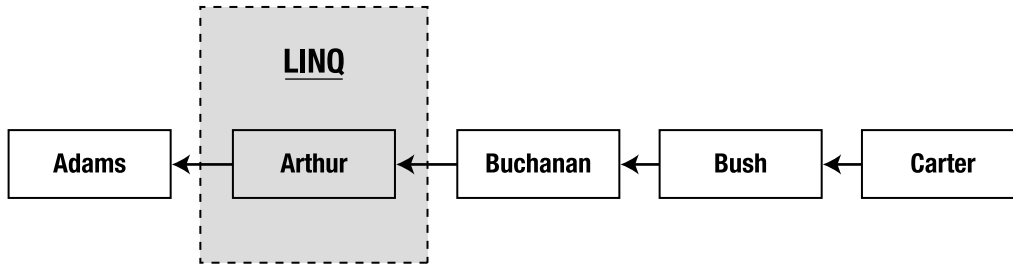 LINQ
Adams
Arthur
Buchanan
Bush
Carter